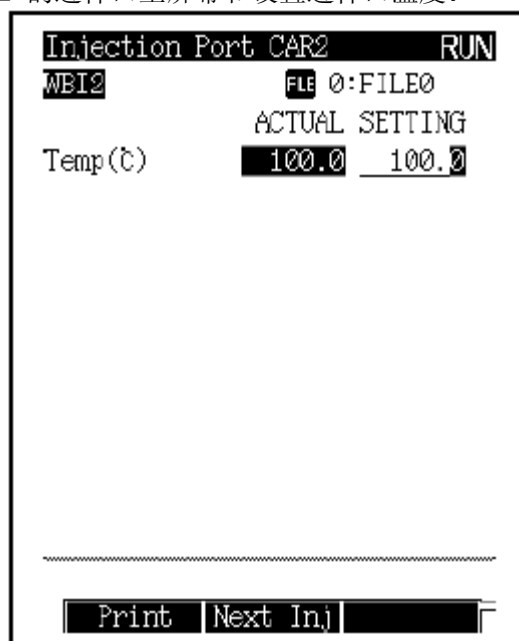 Injection Port CAR2 RUN
WBI2 FLE 0:FILE0
ACTUAL SETTING
Temp(℃) 100.0 100.0
Print Next Inj